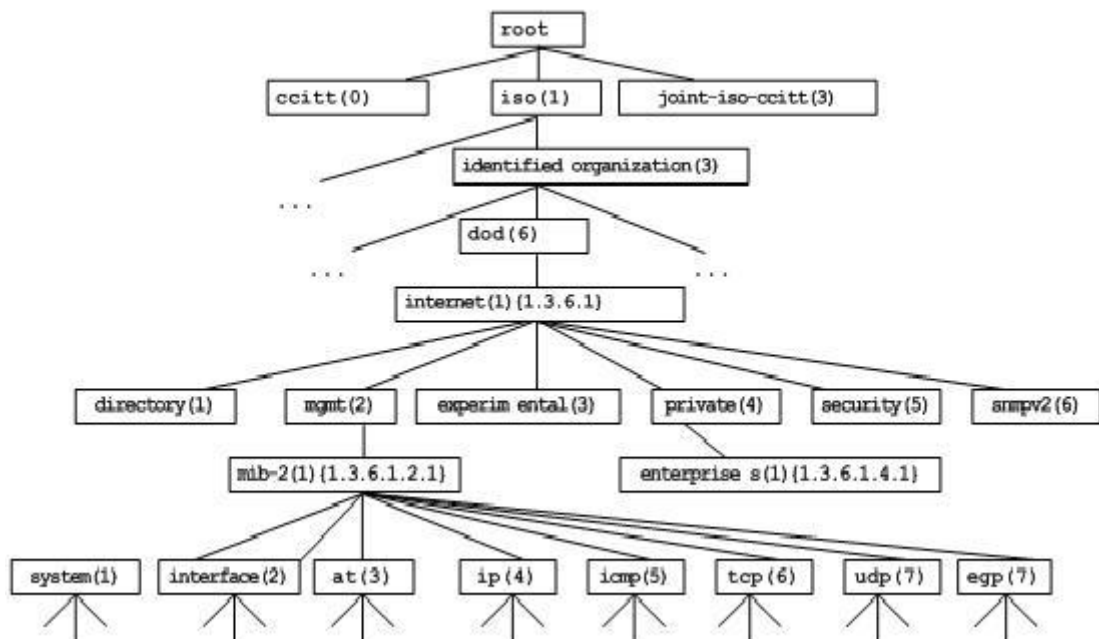 root
ccitt(0)
iso(1)
joint-iso-ccitt(3)
identified organization(3)
...
dod(6)
...
...
internet(1){1.3.6.1}
directory(1)
mgmt(2)
experim ental(3)
private(4)
security(5)
snmpv2(6)
mib-2(1){1.3.6.1.2.1}
enterprise s(1){1.3.6.1.4.1}
system(1)
interface(2)
at(3)
ip(4)
icmp(5)
tcp(6)
udp(7)
egp(7)